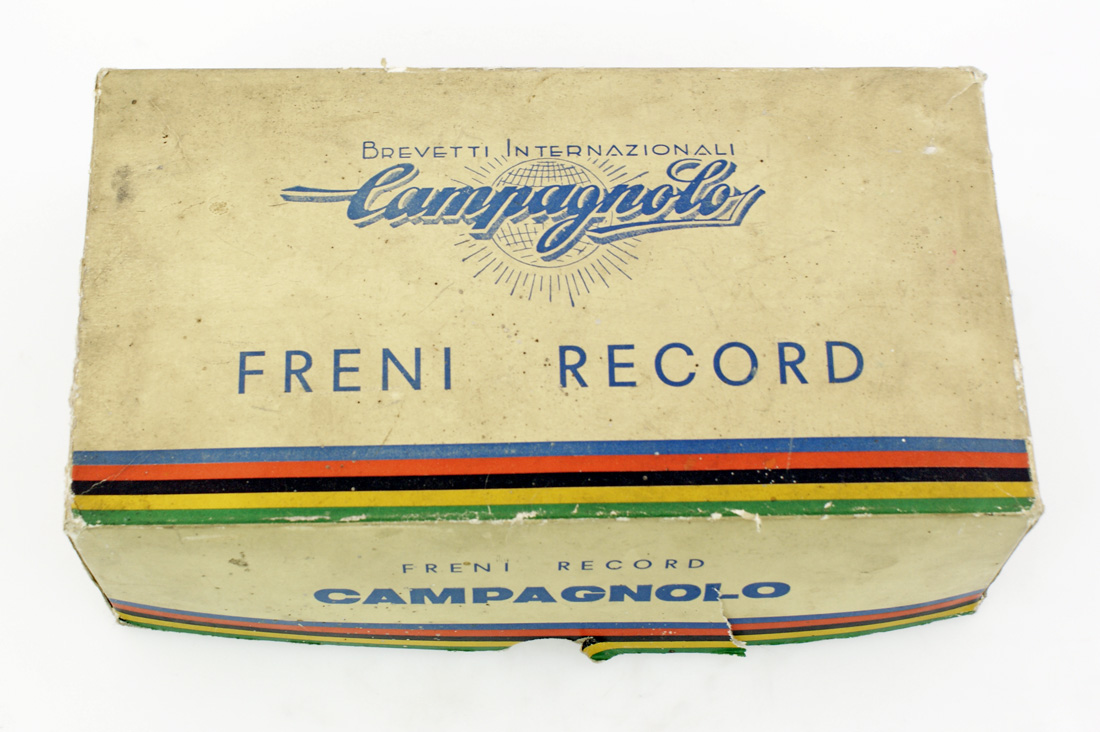 BREVETTI INTERNAZIONALI
Campagnolo
FRENI RECORD
FRENI RECORD
CAMPAGNOLO